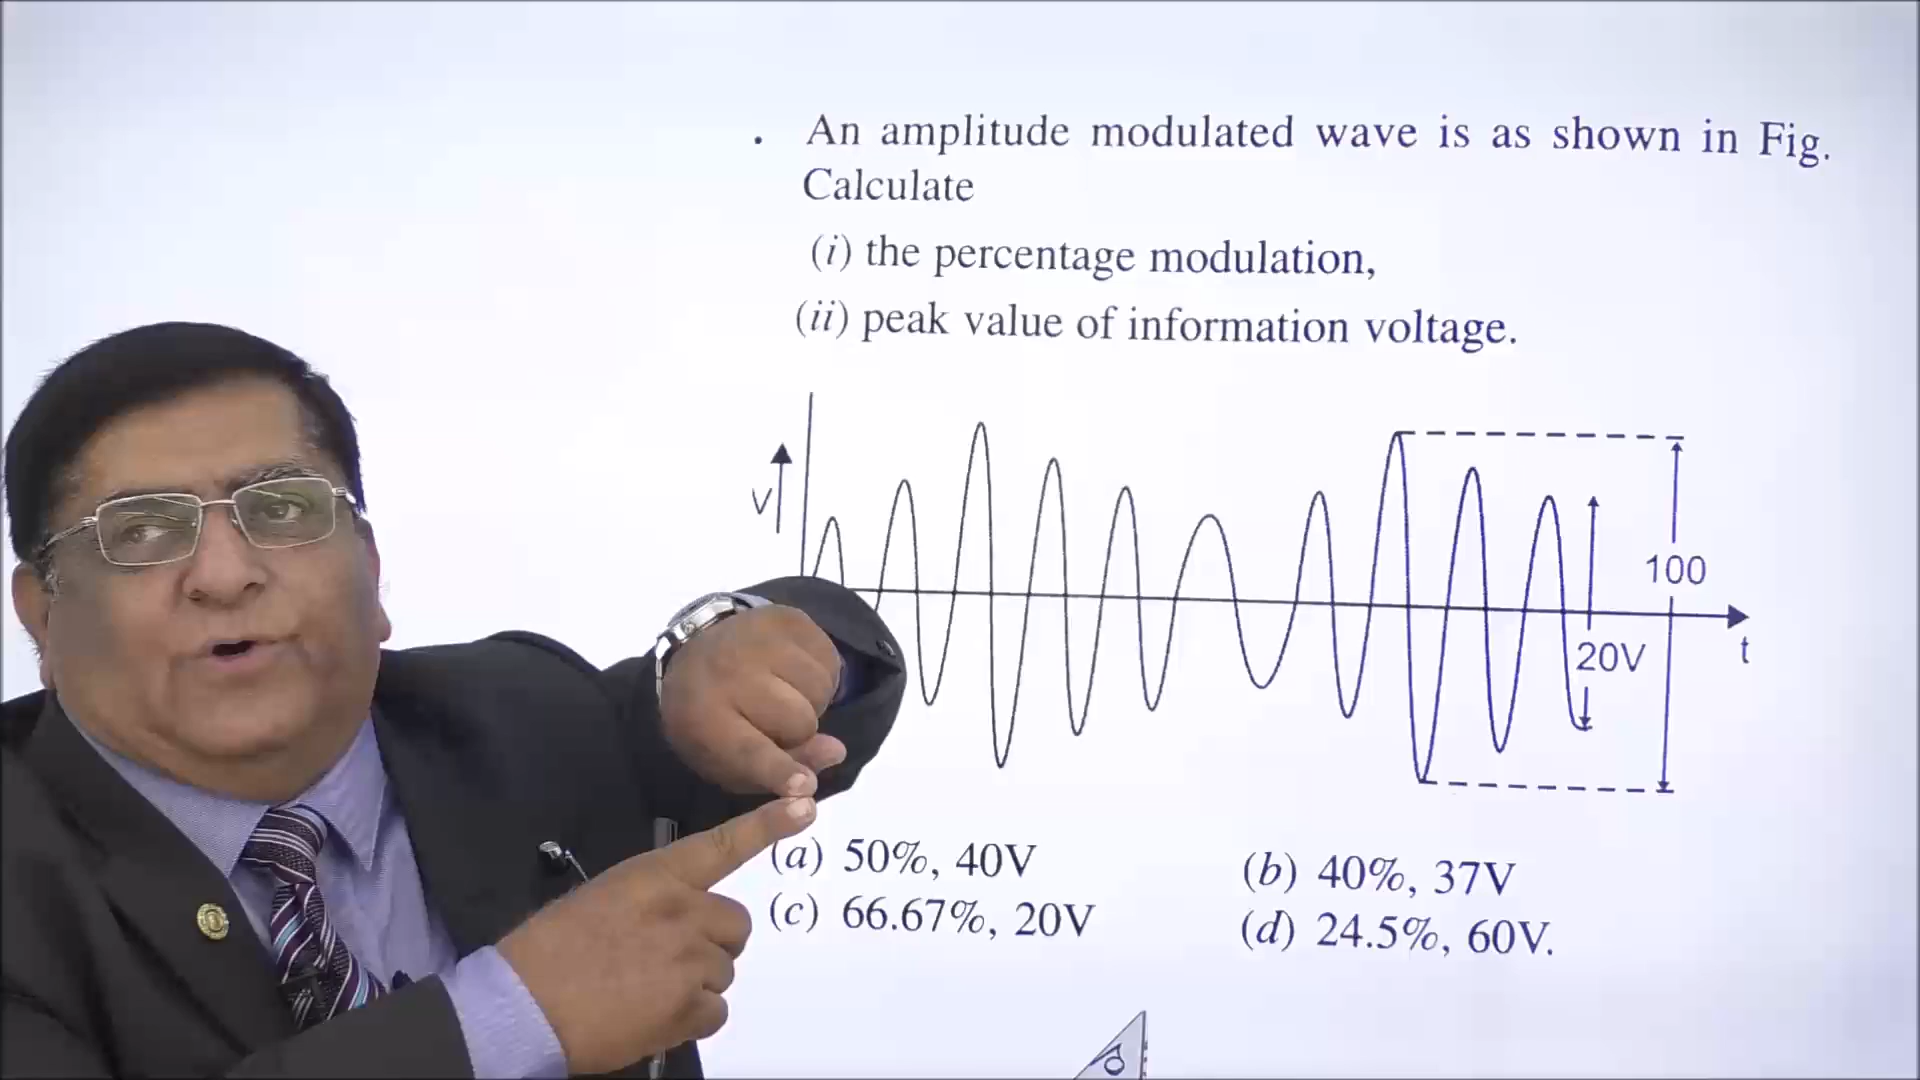 . An amplitude modulated wave is as shown in Fig.
Calculate
(i) the percentage modulation,
(ii) peak value of information voltage.
v
100
20V
t
(a) 50%, 40V
(b) 40%, 37V
(c) 66.67%, 20V
(d) 24.5%, 60V.